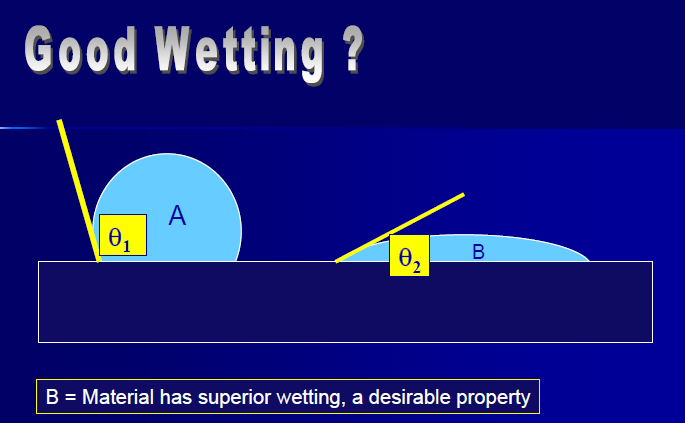 Good Wetting ?
A
θ1
θ2
B
B = Material has superior wetting, a desirable property